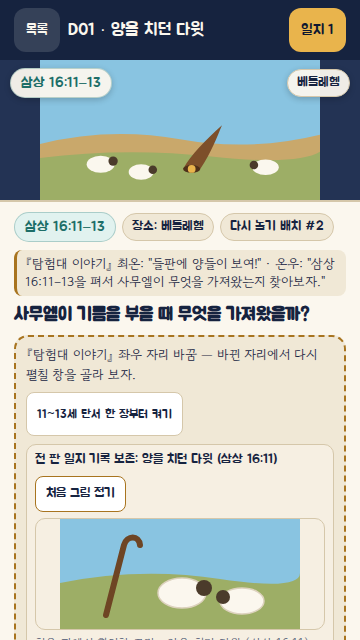 목록
D01 · 양을 치던 다윗
일지 1
삼상 16:11–13
베들레헴
삼상 16:11–13
장소: 베들레헴
다시 놓기 배치 #2
『탐험대 이야기』 최온: "들판에 양들이 보여!" · 온우: "삼상
16:11–13을 펴서 사무엘이 무엇을 가져왔는지 찾아보자."
사무엘이 기름을 부을 때 무엇을 가져왔을까?
『탐험대 이야기』 좌우 자리 바꿈 — 바뀐 자리에서 다시
펼칠 창을 골라 보자.
11~13세 단서 한 장부터 켜기
전 판 일지 기록 보존: 양을 치던 다윗 (삼상 16:11)
처음 그림 접기